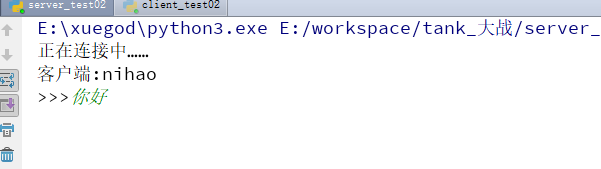 server_test02 client_test02
E:\xuegod\python3.exe E:/workspace/tank_大战/server_
正在连接中……
客户端:nihao
>>>你好